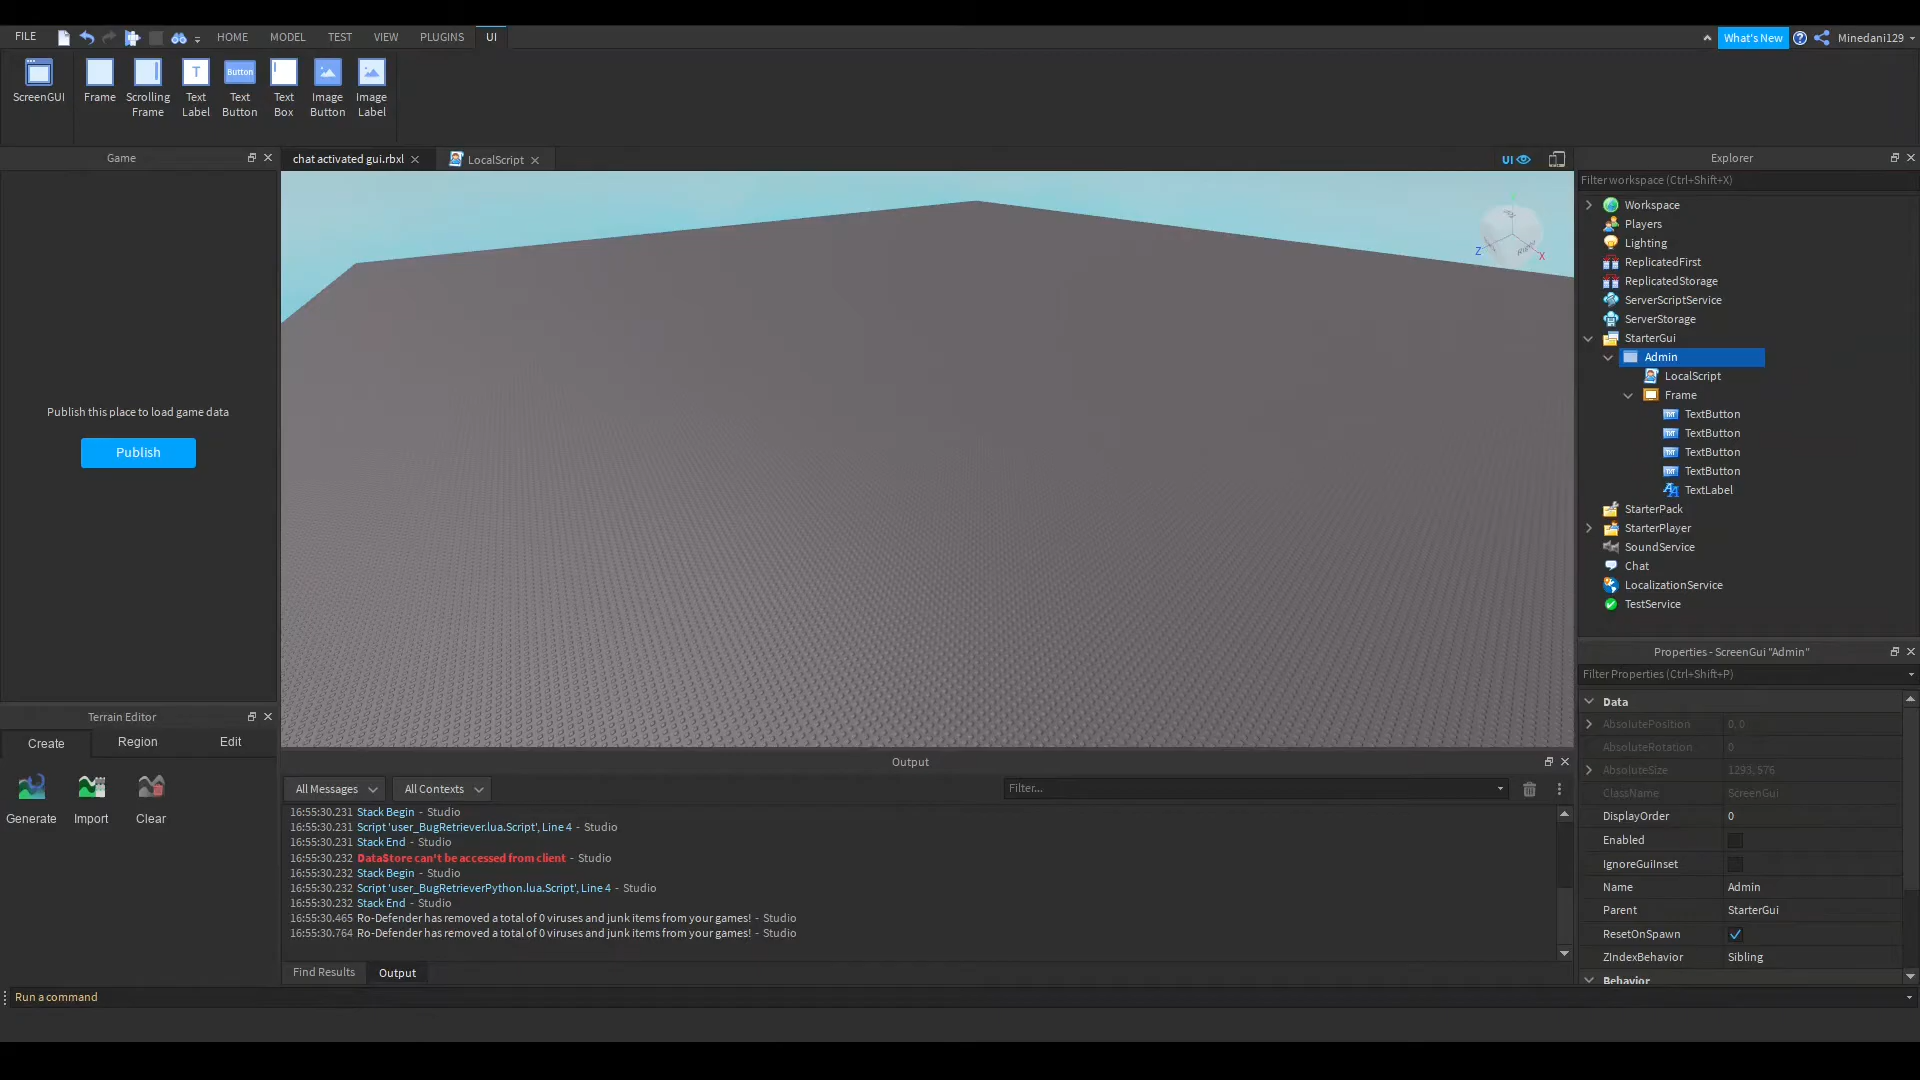 FILE
HOME
MODEL
TEST
VIEW
PLUGINS
UI
What's New
Minedani129
ScreenGUI
Frame
Scrolling
Frame
Text
Label
Button
Text
Button
Text
Box
Image
Button
Image
Label
Game
chat activated gui.rbxl
LocalScript
UI
Explorer
Filter workspace (Ctrl+Shift+X)
Workspace
Players
Lighting
ReplicatedFirst
ReplicatedStorage
ServerScriptService
ServerStorage
StarterGui
Admin
LocalScript
Frame
TextButton
TextButton
TextButton
TextButton
TextLabel
StarterPack
StarterPlayer
SoundService
Chat
LocalizationService
TestService
Publish this place to load game data
Publish
Z
X
Properties - ScreenGui "Admin"
Filter Properties (Ctrl+Shift+P)
Data
AbsolutePosition 0, 0
AbsoluteRotation 0
AbsoluteSize 1293, 576
ClassName ScreenGui
DisplayOrder 0
Enabled
IgnoreGuiInset
Name Admin
Parent StarterGui
ResetOnSpawn
ZIndexBehavior Sibling
Behavior
Terrain Editor
Create
Region
Edit
Generate
Import
Clear
Output
All Messages
All Contexts
Filter...
16:55:30.231 Stack Begin - Studio
16:55:30.231 Script 'user_BugRetriever.lua.Script', Line 4 - Studio
16:55:30.231 Stack End - Studio
16:55:30.232 DataStore can't be accessed from client - Studio
16:55:30.232 Stack Begin - Studio
16:55:30.232 Script 'user_BugRetrieverPython.lua.Script', Line 4 - Studio
16:55:30.232 Stack End - Studio
16:55:30.465 Ro-Defender has removed a total of 0 viruses and junk items from your games! - Studio
16:55:30.764 Ro-Defender has removed a total of 0 viruses and junk items from your games! - Studio
Find Results
Output
Run a command